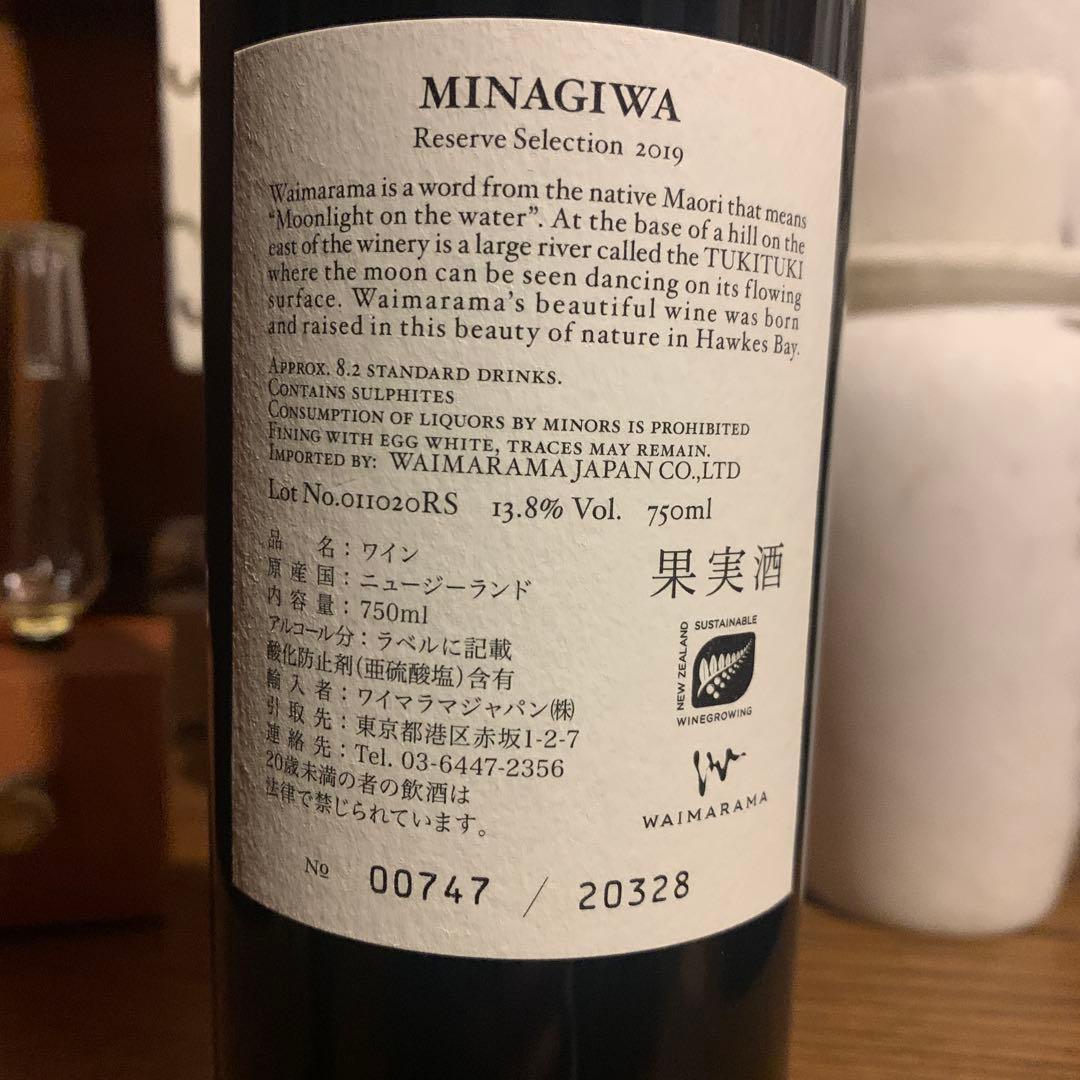 MINAGIWA
Reserve Selection 2019
Waimarama is a word from the native Maori that means
“Moonlight on the water”. At the base of a hill on the
east of the winery is a large river called the TUKITUKI
where the moon can be seen dancing on its flowing
surface. Waimarama’s beautiful wine was born
and raised in this beauty of nature in Hawkes Bay.
APPROX. 8.2 STANDARD DRINKS.
CONTAINS SULPHITES
CONSUMPTION OF LIQUORS BY MINORS IS PROHIBITED
FINING WITH EGG WHITE, TRACES MAY REMAIN.
IMPORTED BY: WAIMARAMA JAPAN CO.,LTD
Lot No.011020RS 13.8% Vol. 750ml
品名：ワイン
原産国：ニュージーランド
内容量：750ml
アルコール分：ラベルに記載
酸化防止剤(亜硫酸塩)含有
輸入者：ワイマラマジャパン㈱
引取先：東京都港区赤坂1-2-7
連絡先：Tel. 03-6447-2356
20歳未満の者の飲酒は
法律で禁じられています。
果実酒
NEW ZEALAND
SUSTAINABLE
WINEGROWING
WAIMARAMA
№ 00747 / 20328